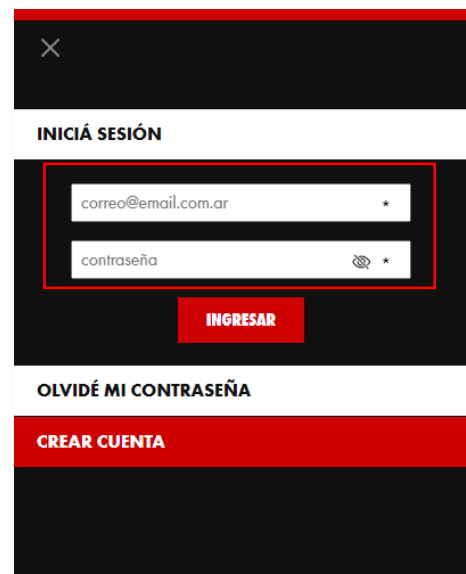 INICIÁ SESIÓN
correo@email.com.ar *
contraseña *
INGRESAR
OLVIDÉ MI CONTRASEÑA
CREAR CUENTA